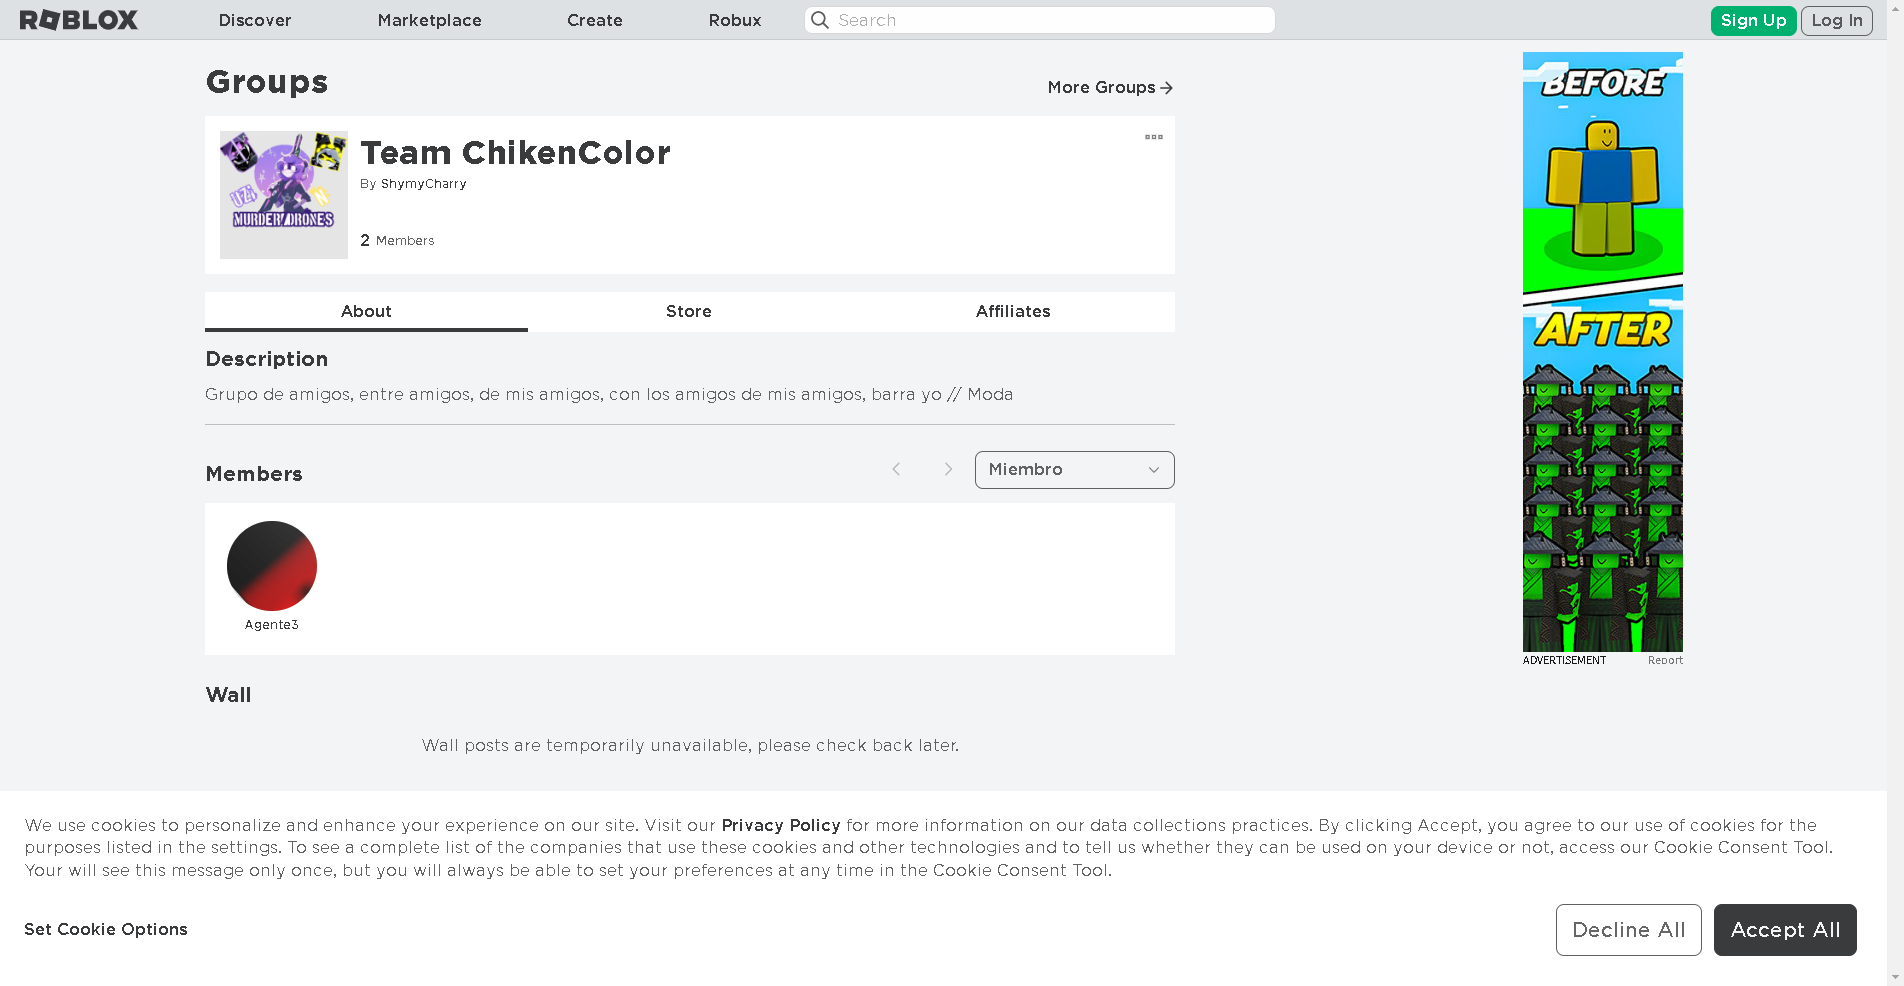 ROBLOX Discover Marketplace Create Robux Search Sign Up Log In
Groups
More Groups
Team ChikenColor
By ShymyCharry
2 Members
UZi
N
MURDER DRONES
About Store Affiliates
Description
Grupo de amigos, entre amigos, de mis amigos, con los amigos de mis amigos, barra yo // Moda
Members
Miembro
Agente3
Wall
Wall posts are temporarily unavailable, please check back later.
BEFORE
AFTER
ADVERTISEMENT Report
We use cookies to personalize and enhance your experience on our site. Visit our Privacy Policy for more information on our data collections practices. By clicking Accept, you agree to our use of cookies for the
purposes listed in the settings. To see a complete list of the companies that use these cookies and other technologies and to tell us whether they can be used on your device or not, access our Cookie Consent Tool.
Your will see this message only once, but you will always be able to set your preferences at any time in the Cookie Consent Tool.
Set Cookie Options
Decline All
Accept All